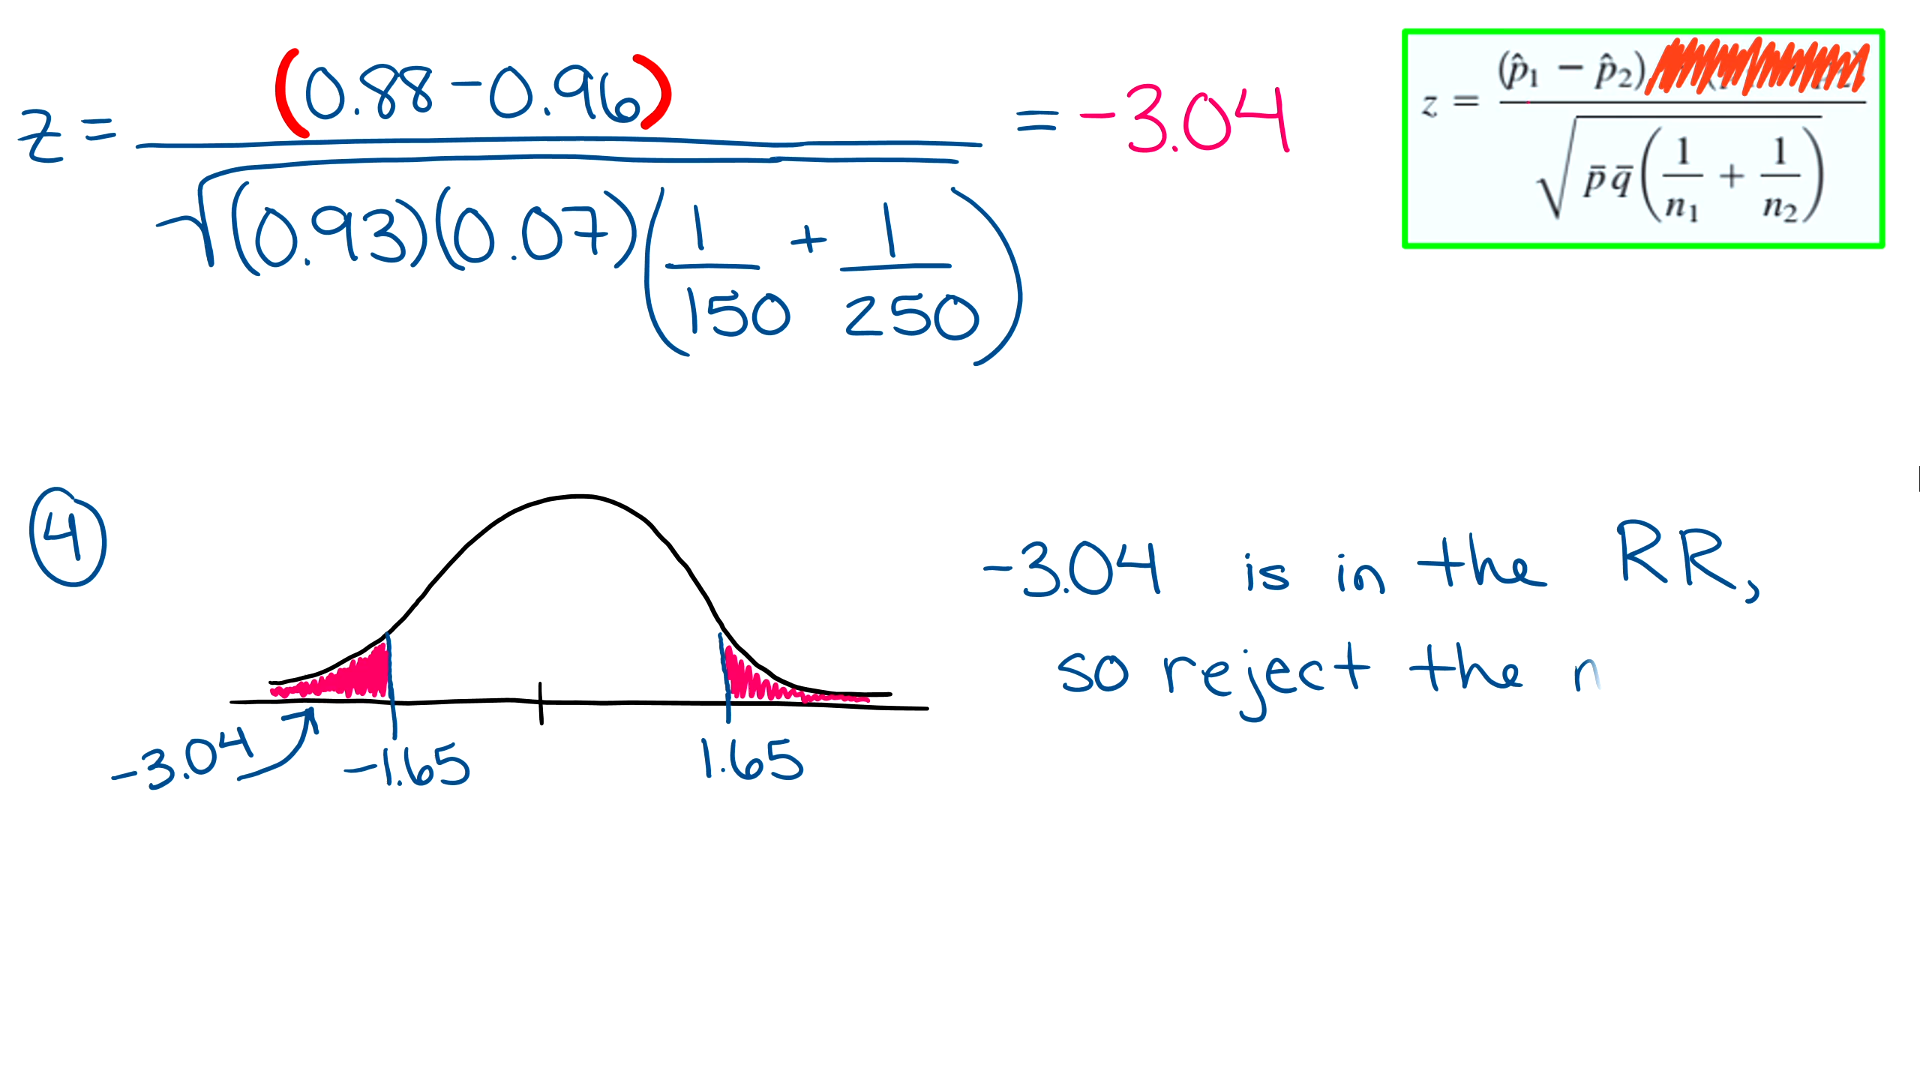 z = (0.88 - 0.96) / √((0.93)(0.07)(1/150 + 1/250)) = -3.04
z = (p̂₁ − p̂₂) / √(p̄ q̄ (1/n₁ + 1/n₂))
④
-3.04 is in the RR,
so reject the n
-3.04 -1.65 1.65